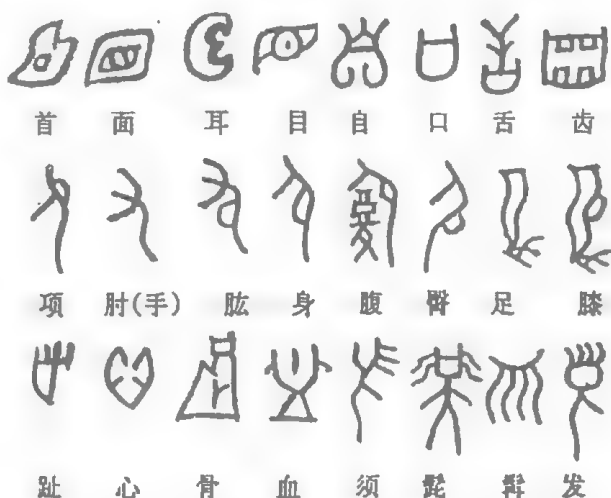 首 面 耳 目 自 口 舌 齿
项 肘(手) 肱 身 腹 臀 足 膝
趾 心 骨 血 须 髭 髯 发